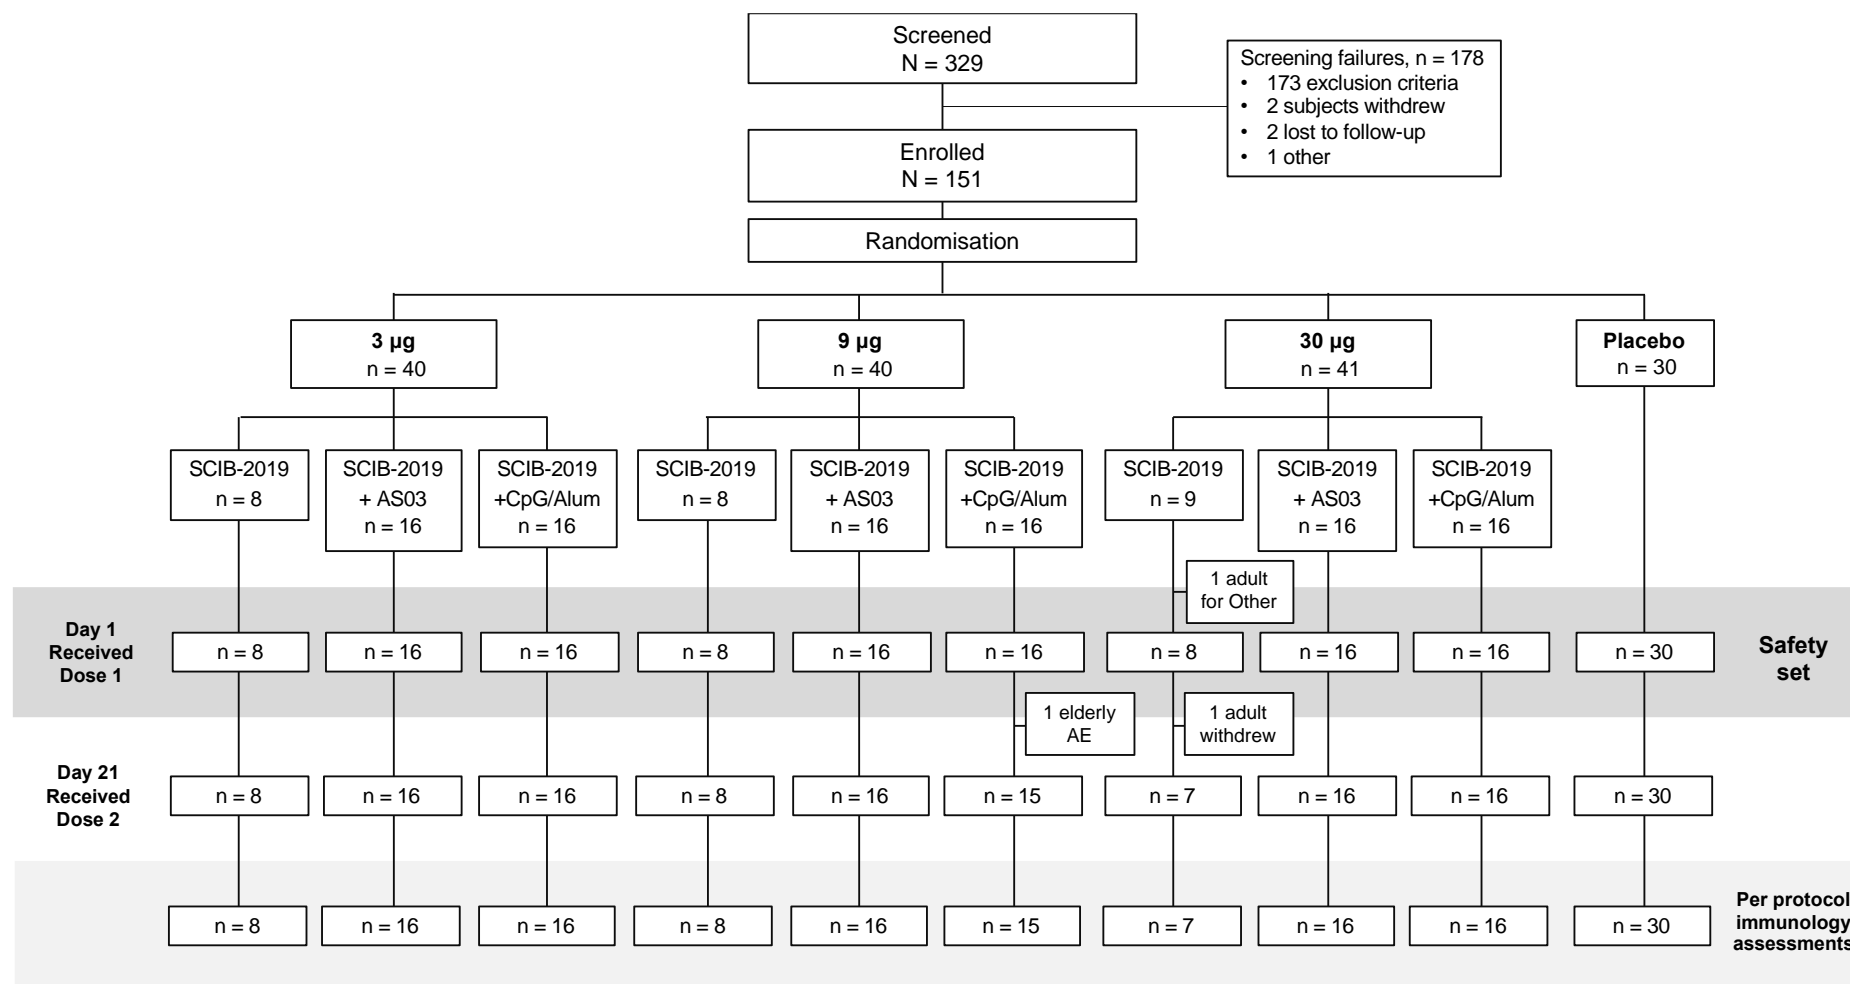 Screened
N = 329
Screening failures, n = 178
• 173 exclusion criteria
• 2 subjects withdrew
• 2 lost to follow-up
• 1 other
Enrolled
N = 151
Randomisation
3 µg
n = 40
9 µg
n = 40
30 µg
n = 41
Placebo
n = 30
SCIB-2019
n = 8
SCIB-2019
+ AS03
n = 16
SCIB-2019
+CpG/Alum
n = 16
SCIB-2019
n = 8
SCIB-2019
+ AS03
n = 16
SCIB-2019
+CpG/Alum
n = 16
SCIB-2019
n = 9
SCIB-2019
+ AS03
n = 16
SCIB-2019
+CpG/Alum
n = 16
1 adult
for Other
Day 1
Received
Dose 1
n = 8
n = 16
n = 16
n = 8
n = 16
n = 16
n = 8
n = 16
n = 16
n = 30
Safety
set
1 elderly
AE
1 adult
withdrew
Day 21
Received
Dose 2
n = 8
n = 16
n = 16
n = 8
n = 16
n = 15
n = 7
n = 16
n = 16
n = 30
n = 8
n = 16
n = 16
n = 8
n = 16
n = 15
n = 7
n = 16
n = 16
n = 30
Per protocol
immunology
assessments